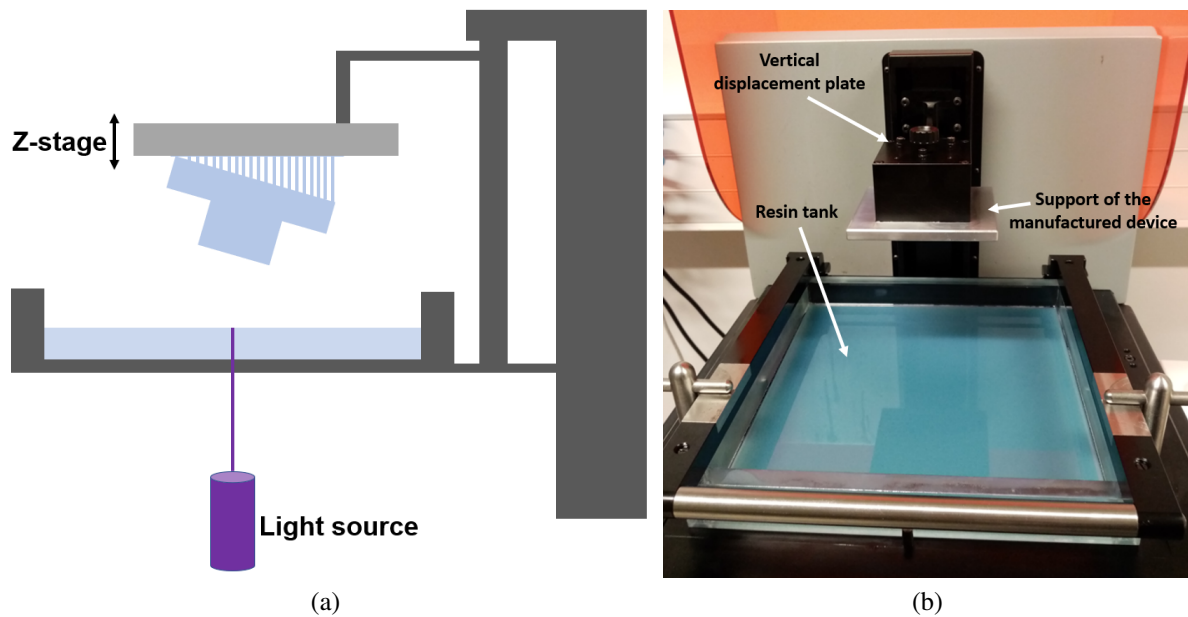 Z-stage
Light source
(a)
Vertical
displacement plate
Resin tank
Support of the
manufactured device
(b)